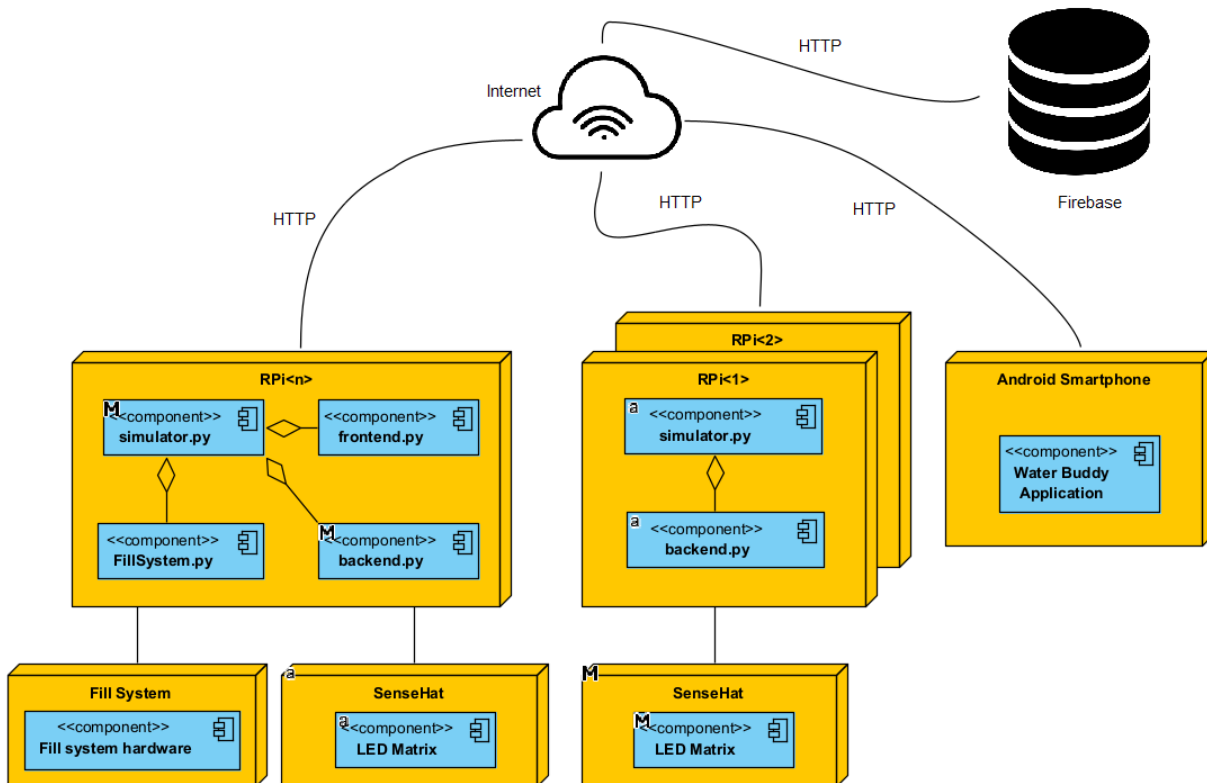 HTTP
Internet
Firebase
HTTP
HTTP
HTTP
RPi<n>
M
<<component>>
simulator.py
<<component>>
frontend.py
<<component>>
FillSystem.py
M
<<component>>
backend.py
RPi<2>
RPi<1>
a
<<component>>
simulator.py
a
<<component>>
backend.py
Android Smartphone
<<component>>
Water Buddy
Application
Fill System
<<component>>
Fill system hardware
a
SenseHat
a
<<component>>
LED Matrix
M
SenseHat
M
<<component>>
LED Matrix